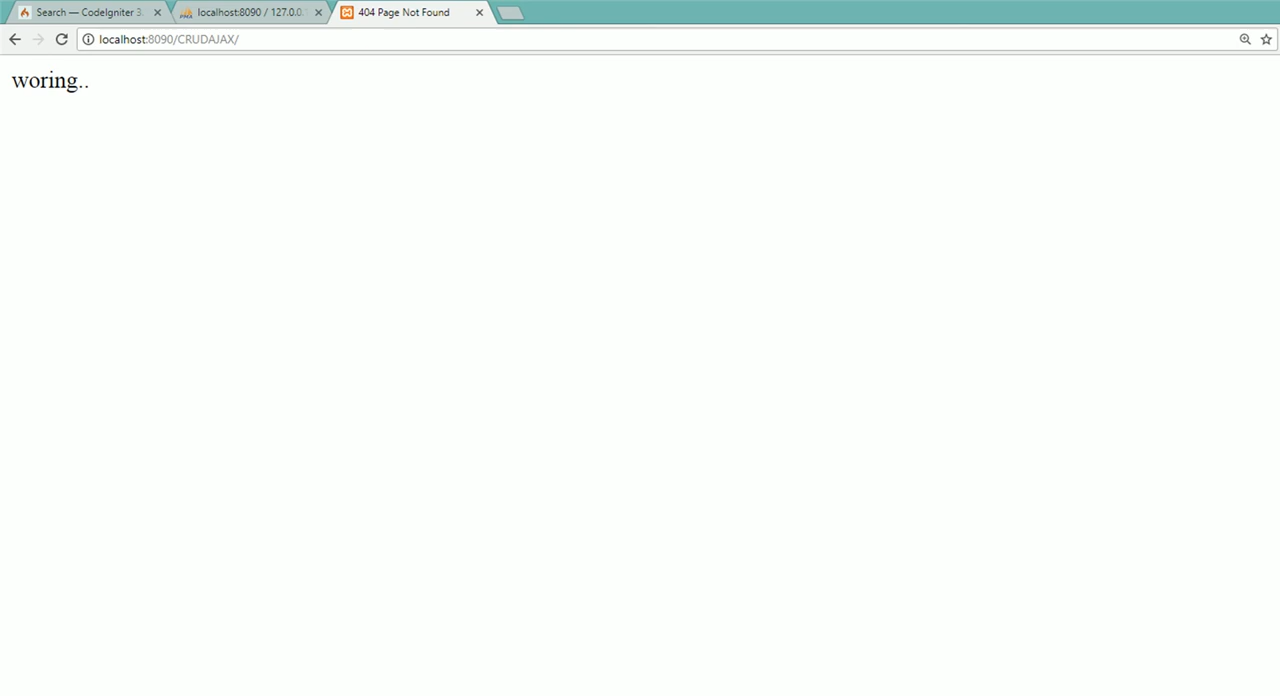 Search — CodeIgniter 3.
localhost:8090 / 127.0.0.
404 Page Not Found
localhost:8090/CRUDAJAX/
woring..